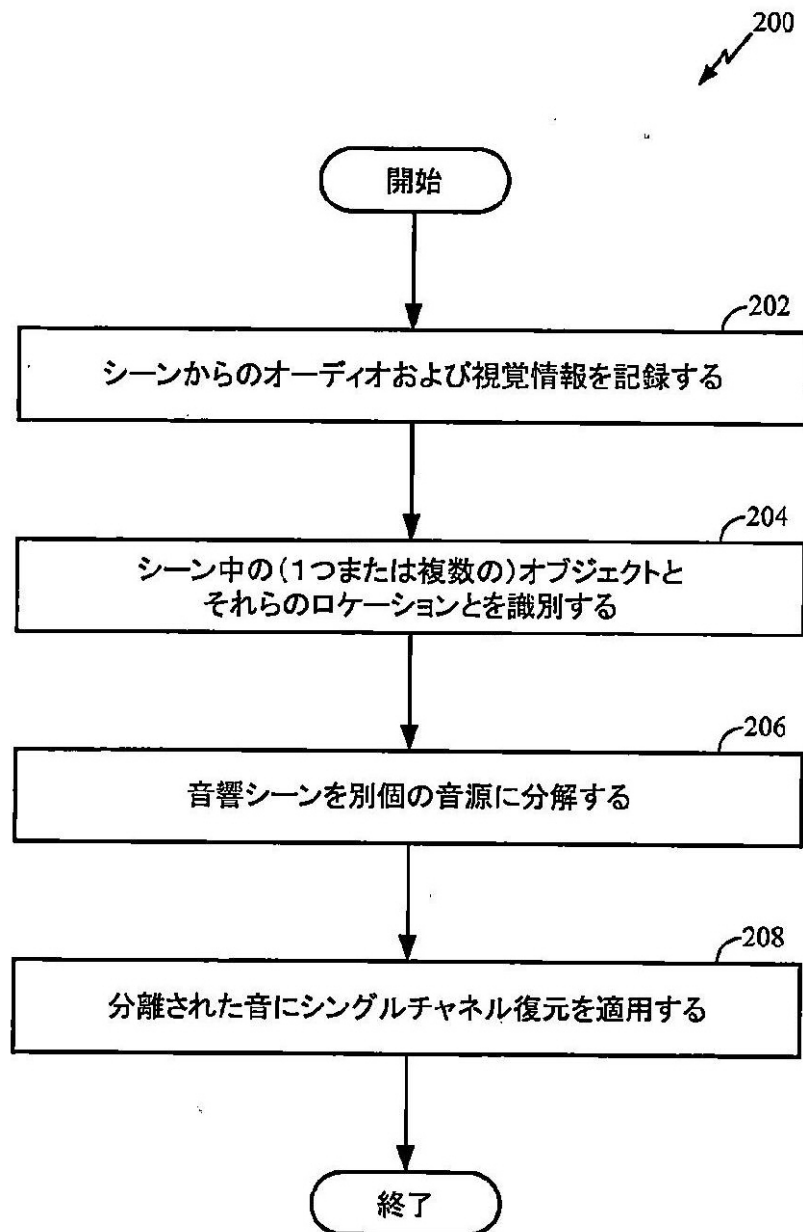 200
開始
202
シーンからのオーディオおよび視覚情報を記録する
204
シーン中の(1つまたは複数の)オブジェクトと
それらのロケーションとを識別する
206
音響シーンを別個の音源に分解する
208
分離された音にシングルチャネル復元を適用する
終了